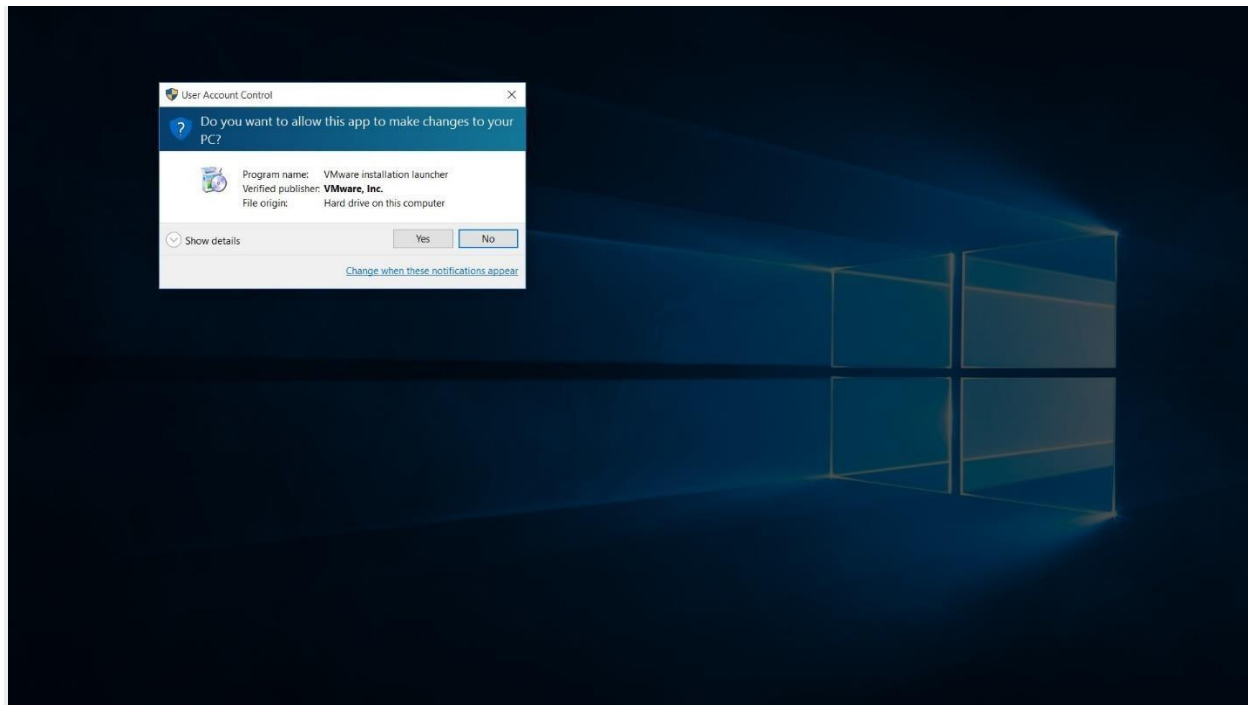 User Account Control
Do you want to allow this app to make changes to your
PC?
Program name: VMware installation launcher
Verified publisher: VMware, Inc.
File origin: Hard drive on this computer
Show details
Yes No
Change when these notifications appear